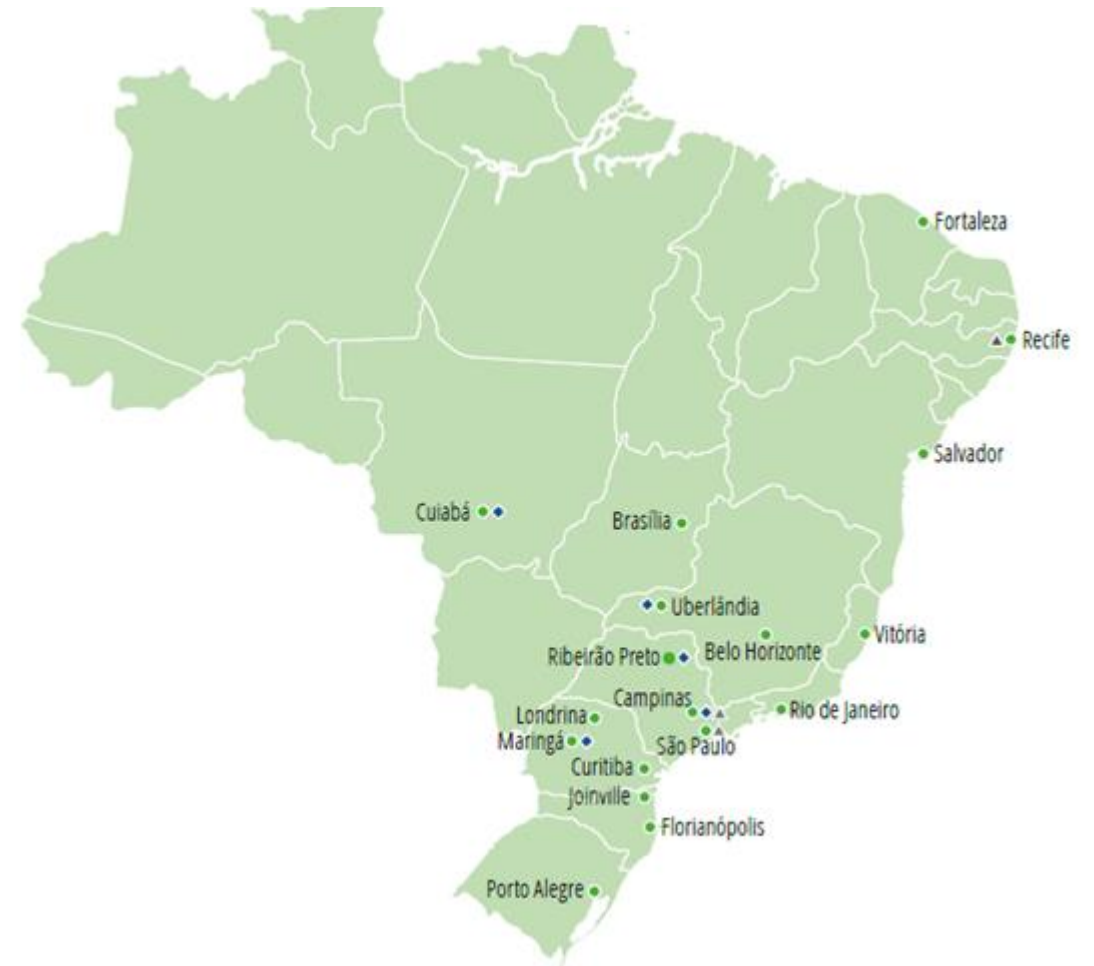 Fortaleza
Recife
Salvador
Cuiabá
Brasília
Uberlândia
Vitória
Belo Horizonte
Ribeirão Preto
Campinas
Rio de Janeiro
Londrina
Maringá
São Paulo
Curitiba
Joinville
Florianópolis
Porto Alegre